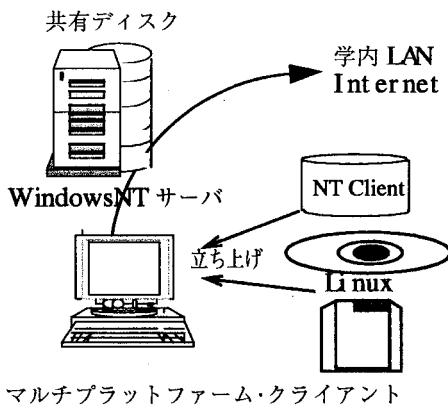 共有ディスク
学内 LAN
Internet
WindowsNT サーバ
NT Client
立ち上げ
Linux
マルチプラットファーム・クライアント